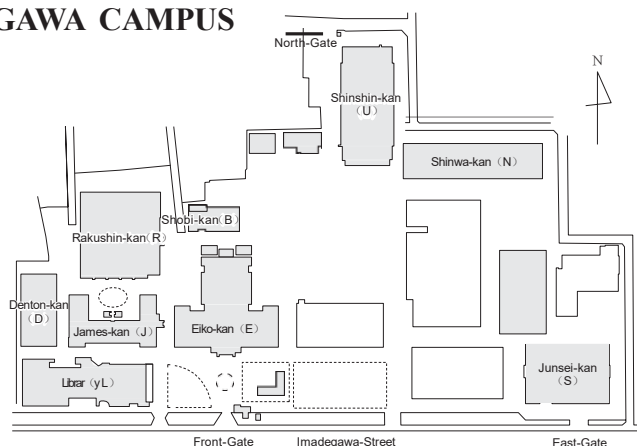 GAWA CAMPUS
North-Gate
N
Shinshin-kan
（U）
Shinwa-kan（N）
Shobi-kan（B）
Rakushin-kan（R）
Denton-kan
（D）
James-kan（J）
Eiko-kan（E）
Junsei-kan
（S）
Librar（yL）
Front-Gate
Imadegawa-Street
East-Gate